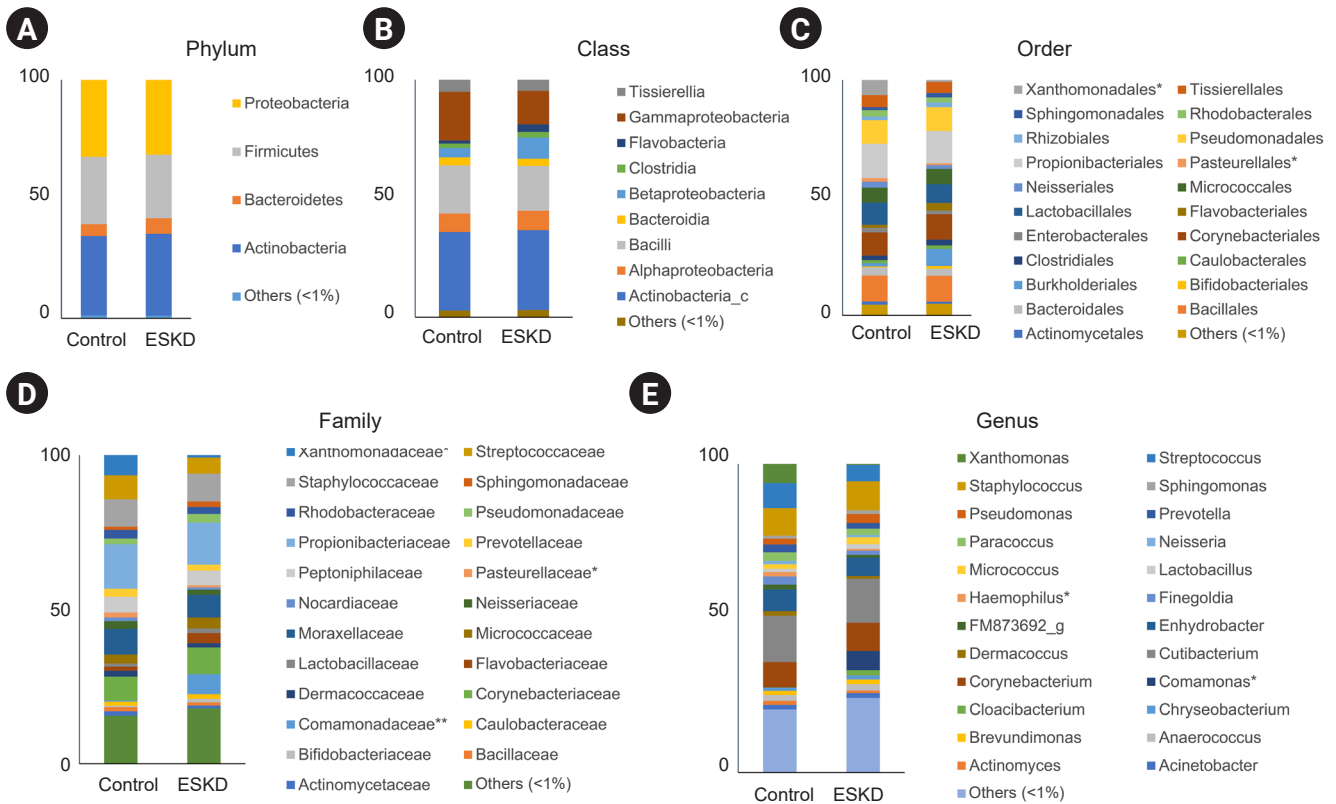 A
Phylum
100
50
0
Control ESKD
Proteobacteria
Firmicutes
Bacteroidetes
Actinobacteria
Others (<1%)
B
Class
100
50
0
Control ESKD
Tissierellia
Gammaproteobacteria
Flavobacteria
Clostridia
Betaproteobacteria
Bacteroidia
Bacilli
Alphaproteobacteria
Actinobacteria_c
Others (<1%)
C
Order
100
50
0
Control ESKD
Xanthomonadales* Tissierellales
Sphingomonadales Rhodobacterales
Rhizobiales Pseudomonadales
Propionibacteriales Pasteurellales*
Neisseriales Micrococcales
Lactobacillales Flavobacteriales
Enterobacterales Corynebacteriales
Clostridiales Caulobacterales
Burkholderiales Bifidobacteriales
Bacteroidales Bacillales
Actinomycetales Others (<1%)
D
Family
100
50
0
Control ESKD
Xanthomonadaceae* Streptococcaceae
Staphylococcaceae Sphingomonadaceae
Rhodobacteraceae Pseudomonadaceae
Propionibacteriaceae Prevotellaceae
Peptoniphilaceae Pasteurellaceae*
Nocardiaceae Neisseriaceae
Moraxellaceae Micrococcaceae
Lactobacillaceae Flavobacteriaceae
Dermacoccaceae Corynebacteriaceae
Comamonadaceae** Caulobacteraceae
Bifidobacteriaceae Bacillaceae
Actinomycetaceae Others (<1%)
E
Genus
100
50
0
Control ESKD
Xanthomonas Streptococcus
Staphylococcus Sphingomonas
Pseudomonas Prevotella
Paracoccus Neisseria
Micrococcus Lactobacillus
Haemophilus* Finegoldia
FM873692_g Enhydrobacter
Dermacoccus Cutibacterium
Corynebacterium Comamonas*
Cloacibacterium Chryseobacterium
Brevundimonas Anaerococcus
Actinomyces Acinetobacter
Others (<1%)